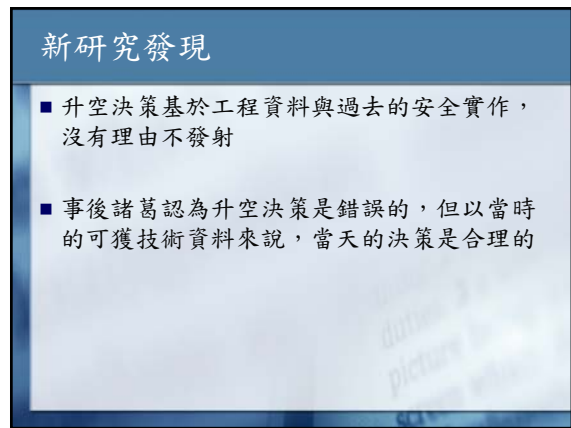 新研究發現
■ 升空決策基於工程資料與過去的安全實作，
沒有理由不發射
■ 事後諸葛認為升空決策是錯誤的，但以當時
的可獲技術資料來說，當天的決策是合理的
duties
picture
screen